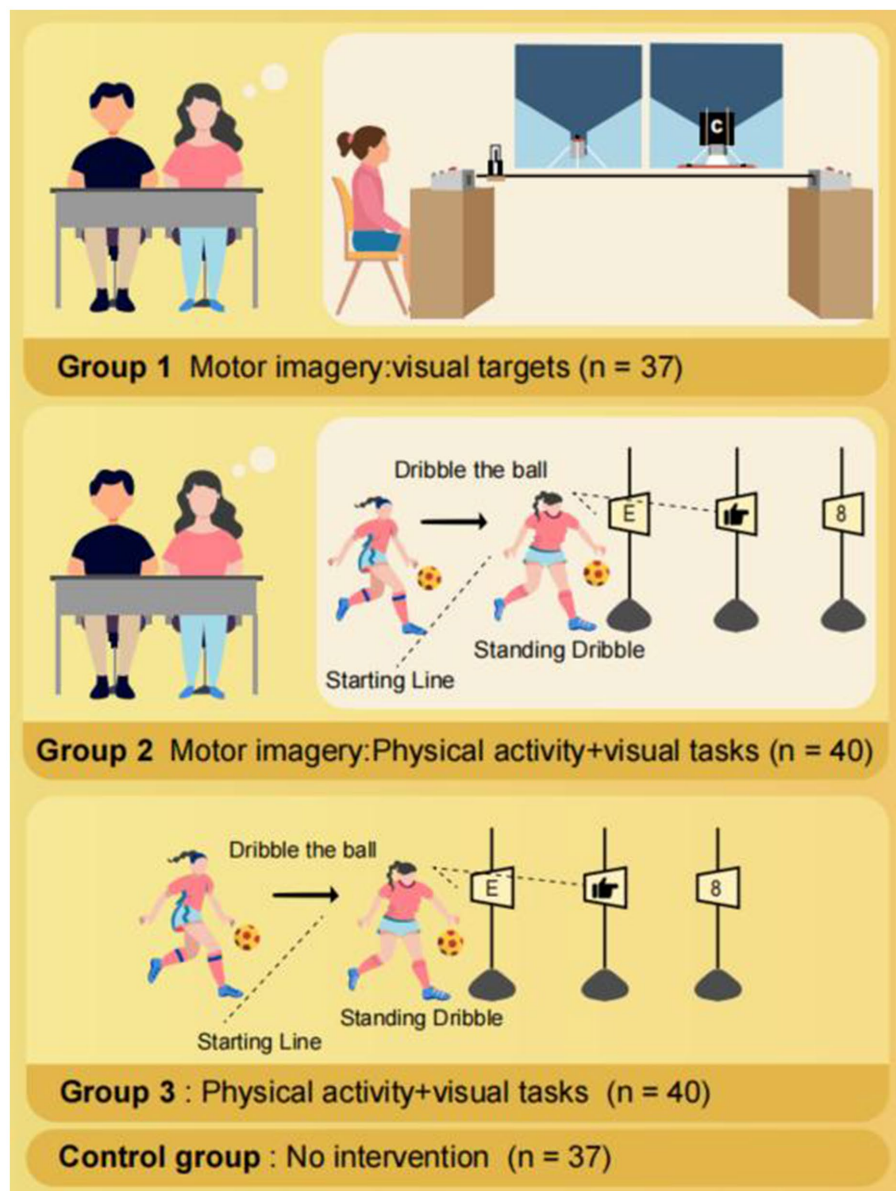 C
Group 1 Motor imagery:visual targets (n = 37)
Dribble the ball
E
8
Standing Dribble
Starting Line
Group 2 Motor imagery:Physical activity+visual tasks (n = 40)
Dribble the ball
E
8
Standing Dribble
Starting Line
Group 3 : Physical activity+visual tasks (n = 40)
Control group : No intervention (n = 37)